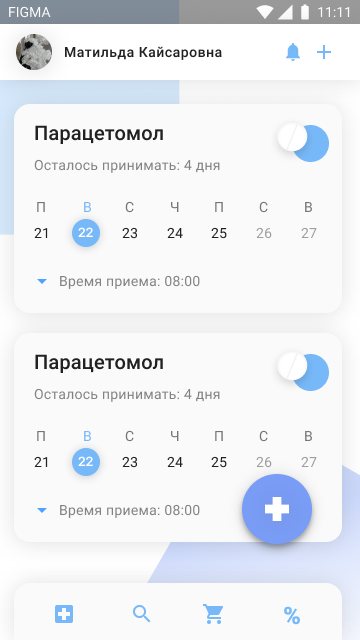 FIGMA 11:11
Матильда Кайсаровна
Парацетомол
Осталось принимать: 4 дня
П В С Ч П С В
21 22 23 24 25 26 27
Время приема: 08:00
Парацетомол
Осталось принимать: 4 дня
П В С Ч П С В
21 22 23 24 25 26 27
Время приема: 08:00